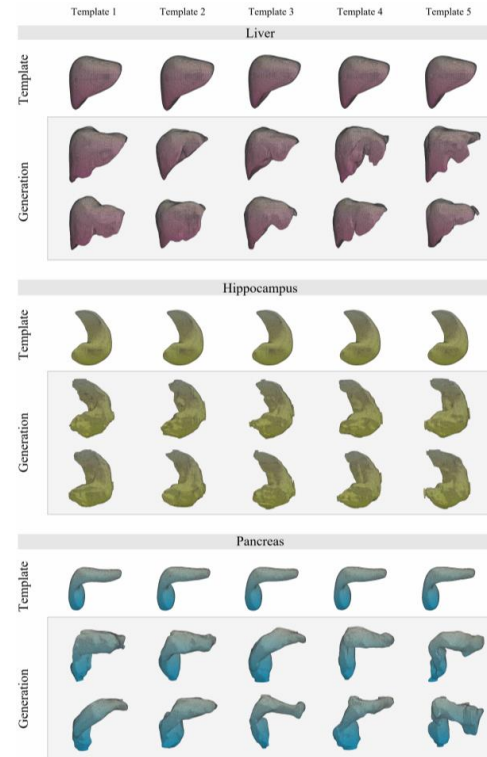 Template 1 Template 2 Template 3 Template 4 Template 5
Liver
Template
Generation
Hippocampus
Template
Generation
Pancreas
Template
Generation